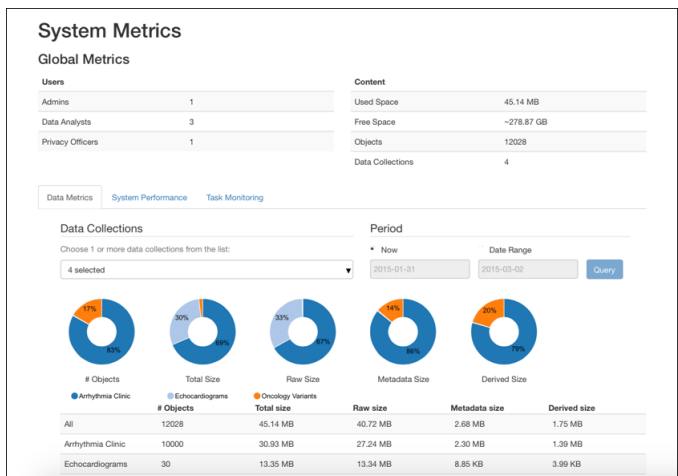 System Metrics
Global Metrics
Users Content
Admins 1 Used Space 45.14 MB
Data Analysts 3 Free Space ~278.87 GB
Privacy Officers 1 Objects 12028
Data Collections 4
Data Metrics System Performance Task Monitoring
Data Collections Period
Choose 1 or more data collections from the list: Now Date Range
4 selected 2015-01-31 2015-03-02 Query
17% 30% 33% 14% 20%
83% 69% 67% 86% 79%
# Objects Total Size Raw Size Metadata Size Derived Size
Arrhythmia Clinic Echocardiograms Oncology Variants
# Objects Total size Raw size Metadata size Derived size
All 12028 45.14 MB 40.72 MB 2.68 MB 1.75 MB
Arrhythmia Clinic 10000 30.93 MB 27.24 MB 2.30 MB 1.39 MB
Echocardiograms 30 13.35 MB 13.34 MB 8.85 KB 3.99 KB